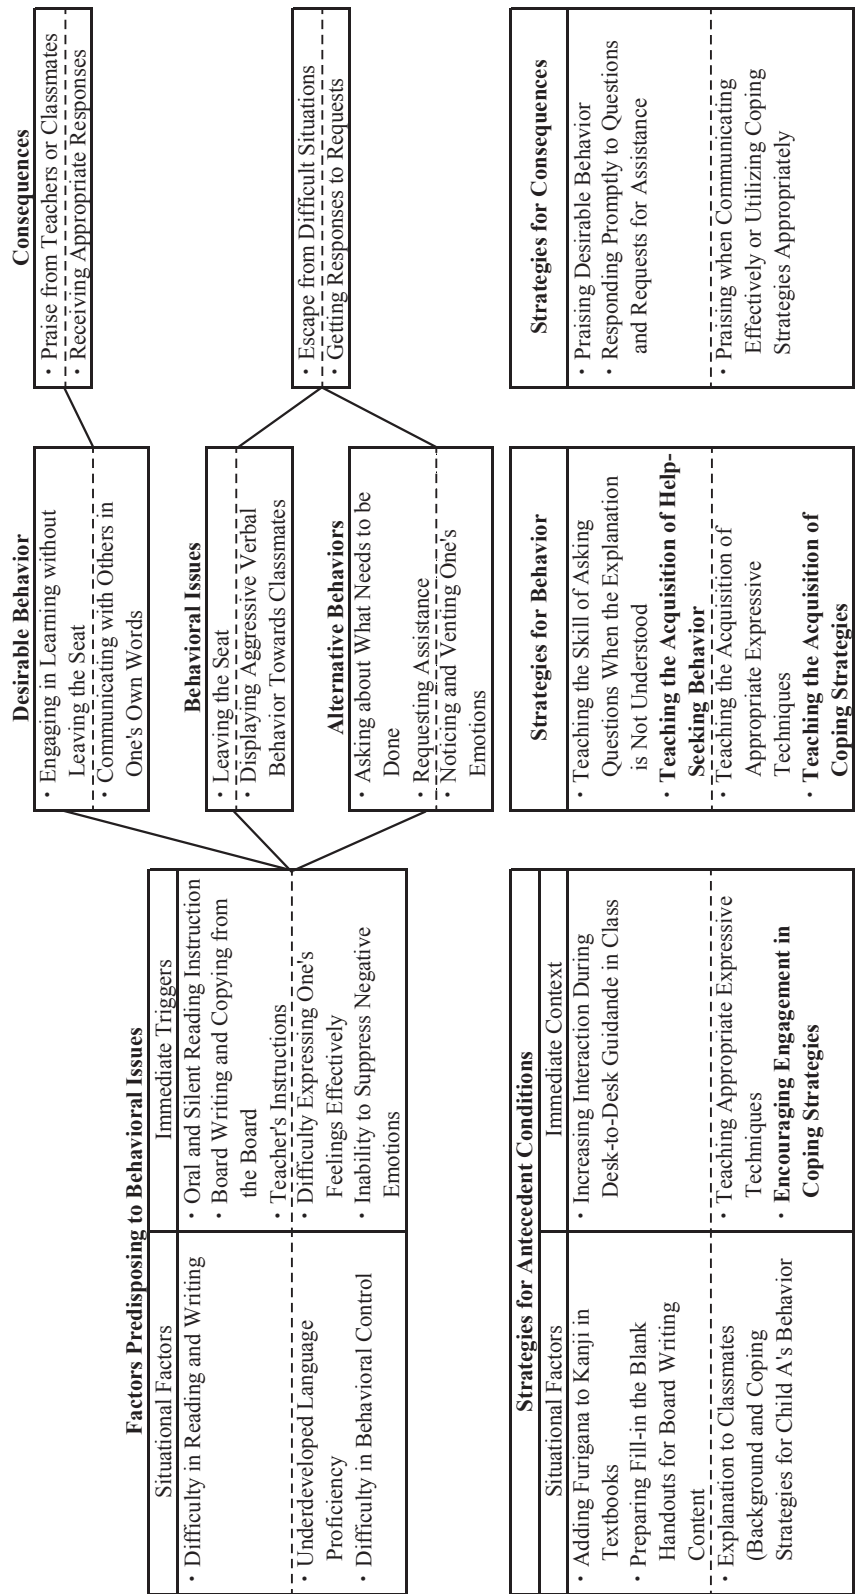 Factors Predisposing to Behavioral Issues
Situational Factors
• Difficulty in Reading and Writing
• Underdeveloped Language
Proficiency
• Difficulty in Behavioral Control
Immediate Triggers
• Oral and Silent Reading Instruction
• Board Writing and Copying from
the Board
• Teacher's Instructions
• Difficulty Expressing One's
Feelings Effectively
• Inability to Suppress Negative
Emotions
Desirable Behavior
• Engaging in Learning without
Leaving the Seat
• Communicating with Others in
One's Own Words
Behavioral Issues
• Leaving the Seat
• Displaying Aggressive Verbal
Behavior Towards Classmates
Alternative Behaviors
• Asking about What Needs to be
Done
• Requesting Assistance
• Noticing and Venting One's
Emotions
Consequences
• Praise from Teachers or Classmates
• Receiving Appropriate Responses
• Escape from Difficult Situations
• Getting Responses to Requests
Strategies for Antecedent Conditions
Situational Factors
• Adding Furigana to Kanji in
Textbooks
• Preparing Fill-in the Blank
Handouts for Board Writing
Content
• Explanation to Classmates
(Background and Coping
Strategies for Child A's Behavior
Immediate Context
• Increasing Interaction During
Desk-to-Desk Guidande in Class
• Teaching Appropriate Expressive
Techniques
• Encouraging Engagement in
Coping Strategies
Strategies for Behavior
• Teaching the Skill of Asking
Questions When the Explanation
is Not Understood
• Teaching the Acquisition of Help-
Seeking Behavior
• Teaching the Acquisition of
Appropriate Expressive
Techniques
• Teaching the Acquisition of
Coping Strategies
Strategies for Consequences
• Praising Desirable Behavior
• Responding Promptly to Questions
and Requests for Assistance
• Praising when Communicating
Effectively or Utilizing Coping
Strategies Appropriately